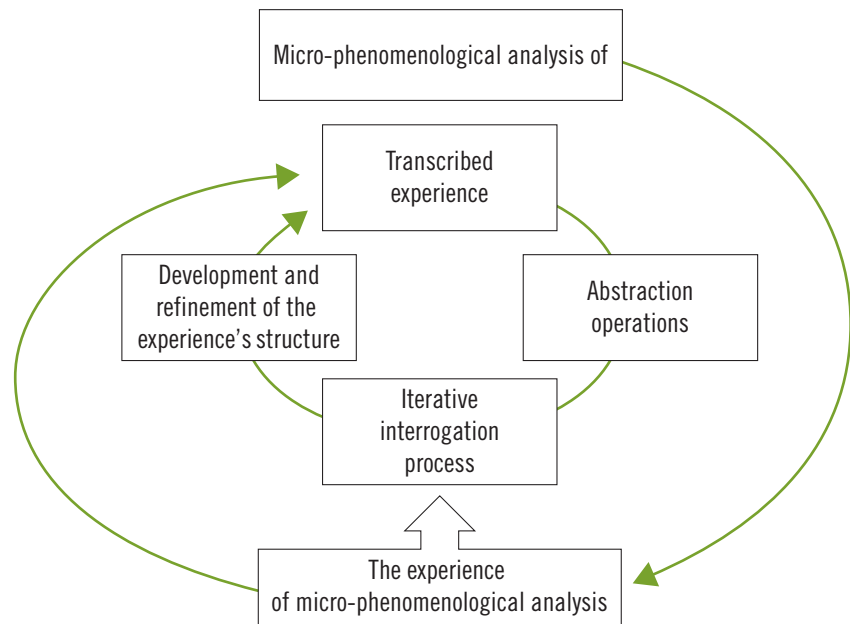 Micro-phenomenological analysis of
Transcribed
experience
Development and
refinement of the
experience’s structure
Abstraction
operations
Iterative
interrogation
process
The experience
of micro-phenomenological analysis